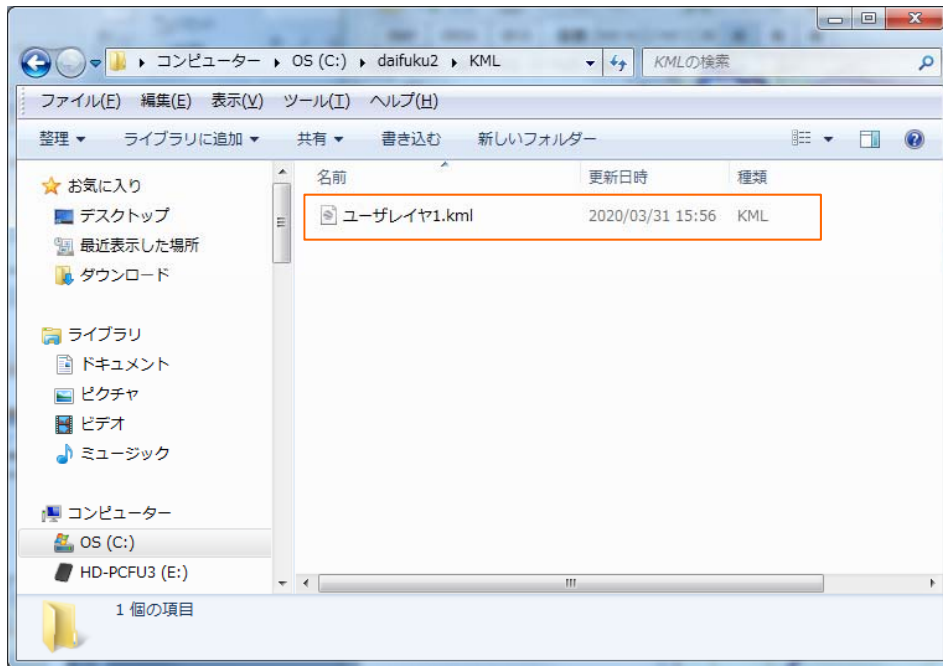 コンピューター OS (C:) daifuku2 KML KMLの検索
ファイル(F) 編集(E) 表示(V) ツール(T) ヘルプ(H)
整理 ライブラリに追加 共有 書き込む 新しいフォルダー
名前 更新日時 種類
ユーザレイヤ1.kml 2020/03/31 15:56 KML
お気に入り
デスクトップ
最近表示した場所
ダウンロード
ライブラリ
ドキュメント
ピクチャ
ビデオ
ミュージック
コンピューター
OS (C:)
HD-PCFU3 (E:)
1 個の項目